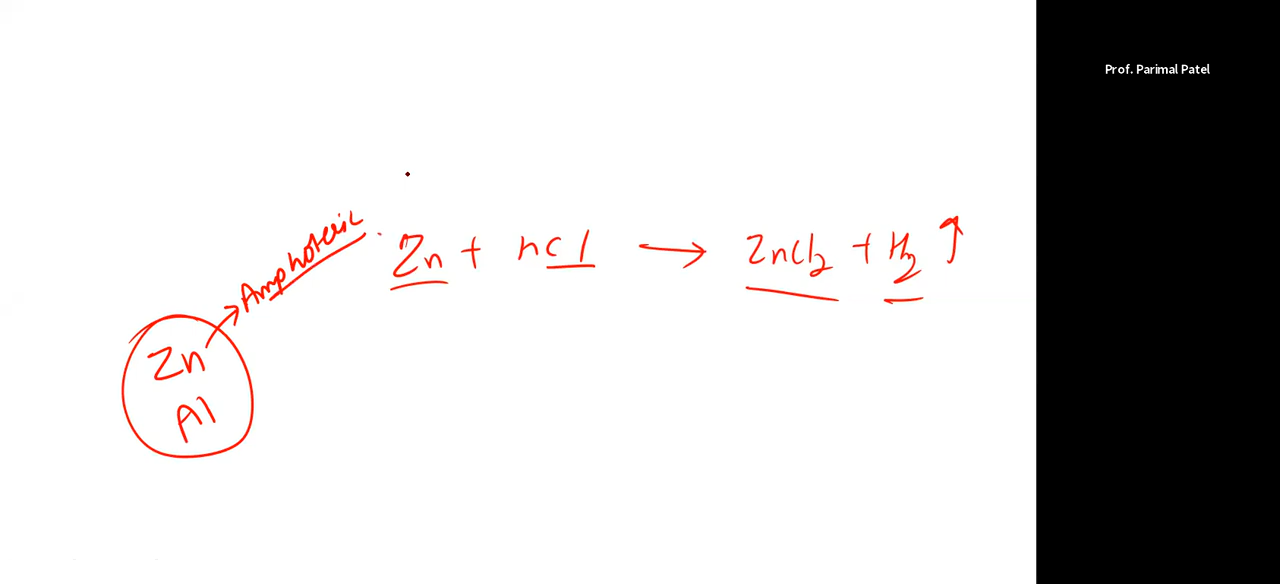 Prof. Parimal Patel
Amphoteric
Zn + HCl → ZnCl₂ + H₂ ↑
Zn
Al